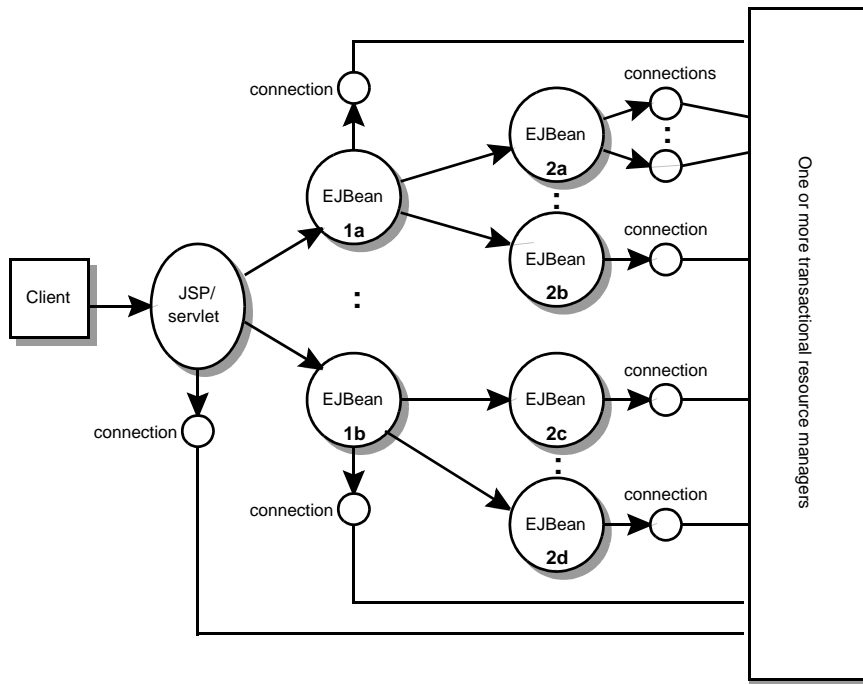 connection
connections
EJBean
2a
EJBean
1a
connection
EJBean
2b
Client
JSP/
servlet
connection
EJBean
1b
connection
EJBean
2c
connection
connection
EJBean
2d
connection
One or more transactional resource managers